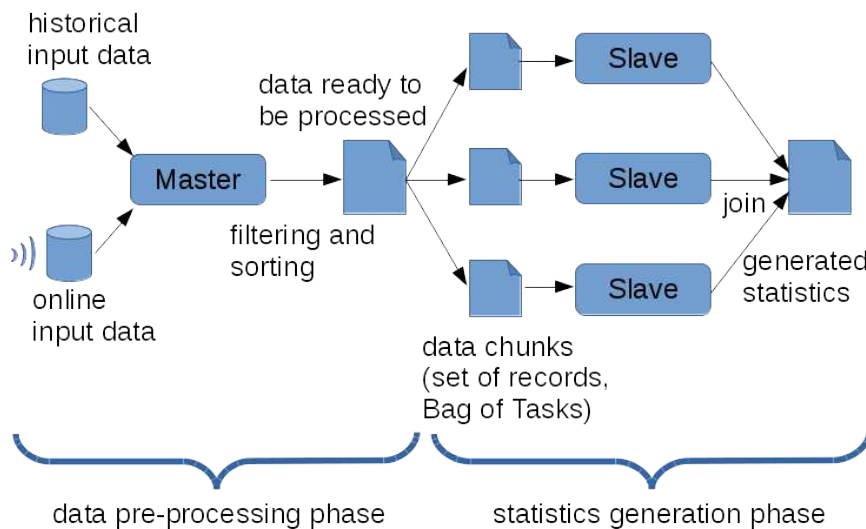 historical
input data
data ready to
be processed
Slave
Master
Slave
join
filtering and
sorting
online
input data
Slave
generated
statistics
data chunks
(set of records,
Bag of Tasks)
data pre-processing phase
statistics generation phase